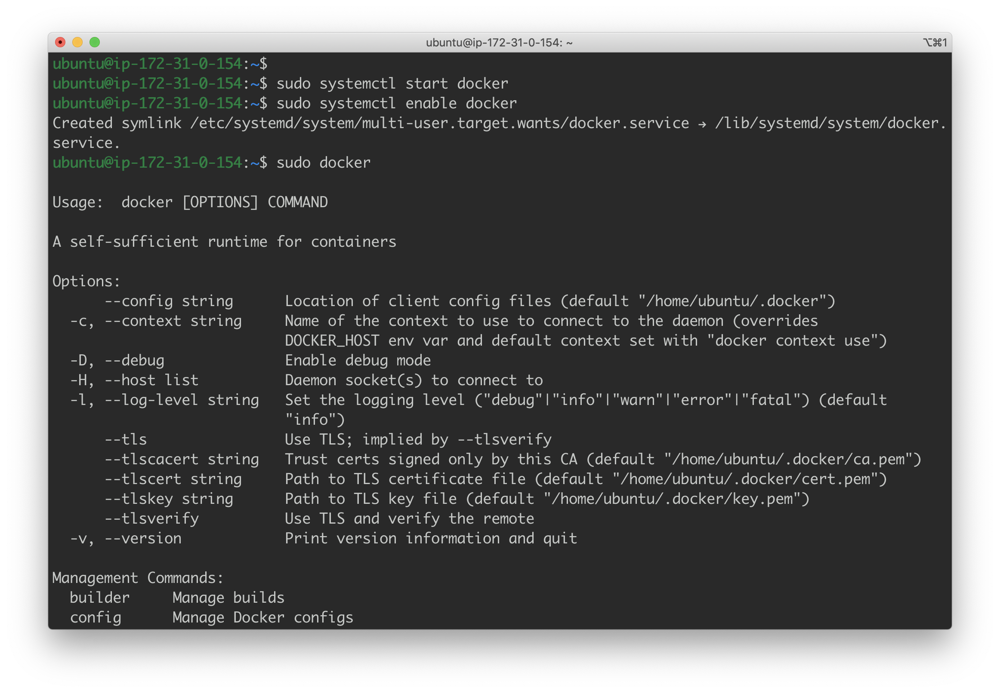 ubuntu@ip-172-31-0-154: ~ ⌥⌘1
ubuntu@ip-172-31-0-154:~$
ubuntu@ip-172-31-0-154:~$ sudo systemctl start docker
ubuntu@ip-172-31-0-154:~$ sudo systemctl enable docker
Created symlink /etc/systemd/system/multi-user.target.wants/docker.service → /lib/systemd/system/docker.
service.
ubuntu@ip-172-31-0-154:~$ sudo docker

Usage:  docker [OPTIONS] COMMAND

A self-sufficient runtime for containers

Options:
      --config string      Location of client config files (default "/home/ubuntu/.docker")
  -c, --context string     Name of the context to use to connect to the daemon (overrides
                           DOCKER_HOST env var and default context set with "docker context use")
  -D, --debug              Enable debug mode
  -H, --host list          Daemon socket(s) to connect to
  -l, --log-level string   Set the logging level ("debug"|"info"|"warn"|"error"|"fatal") (default
                           "info")
      --tls                Use TLS; implied by --tlsverify
      --tlscacert string   Trust certs signed only by this CA (default "/home/ubuntu/.docker/ca.pem")
      --tlscert string     Path to TLS certificate file (default "/home/ubuntu/.docker/cert.pem")
      --tlskey string      Path to TLS key file (default "/home/ubuntu/.docker/key.pem")
      --tlsverify          Use TLS and verify the remote
  -v, --version            Print version information and quit

Management Commands:
  builder     Manage builds
  config      Manage Docker configs